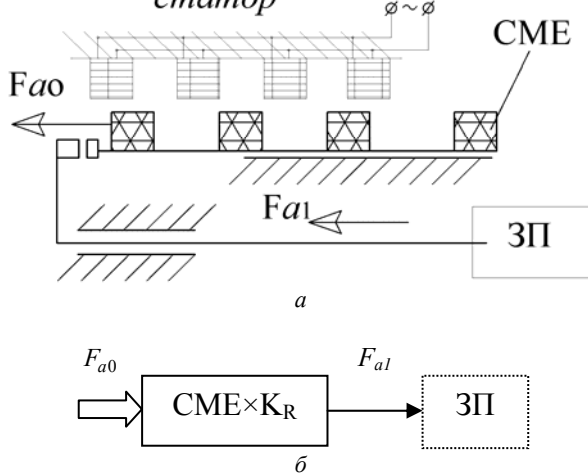 статор
~
СМЕ
Fa0
Fa1
ЗП
а
Fa0
Fa1
СМЕ×KR
ЗП
б